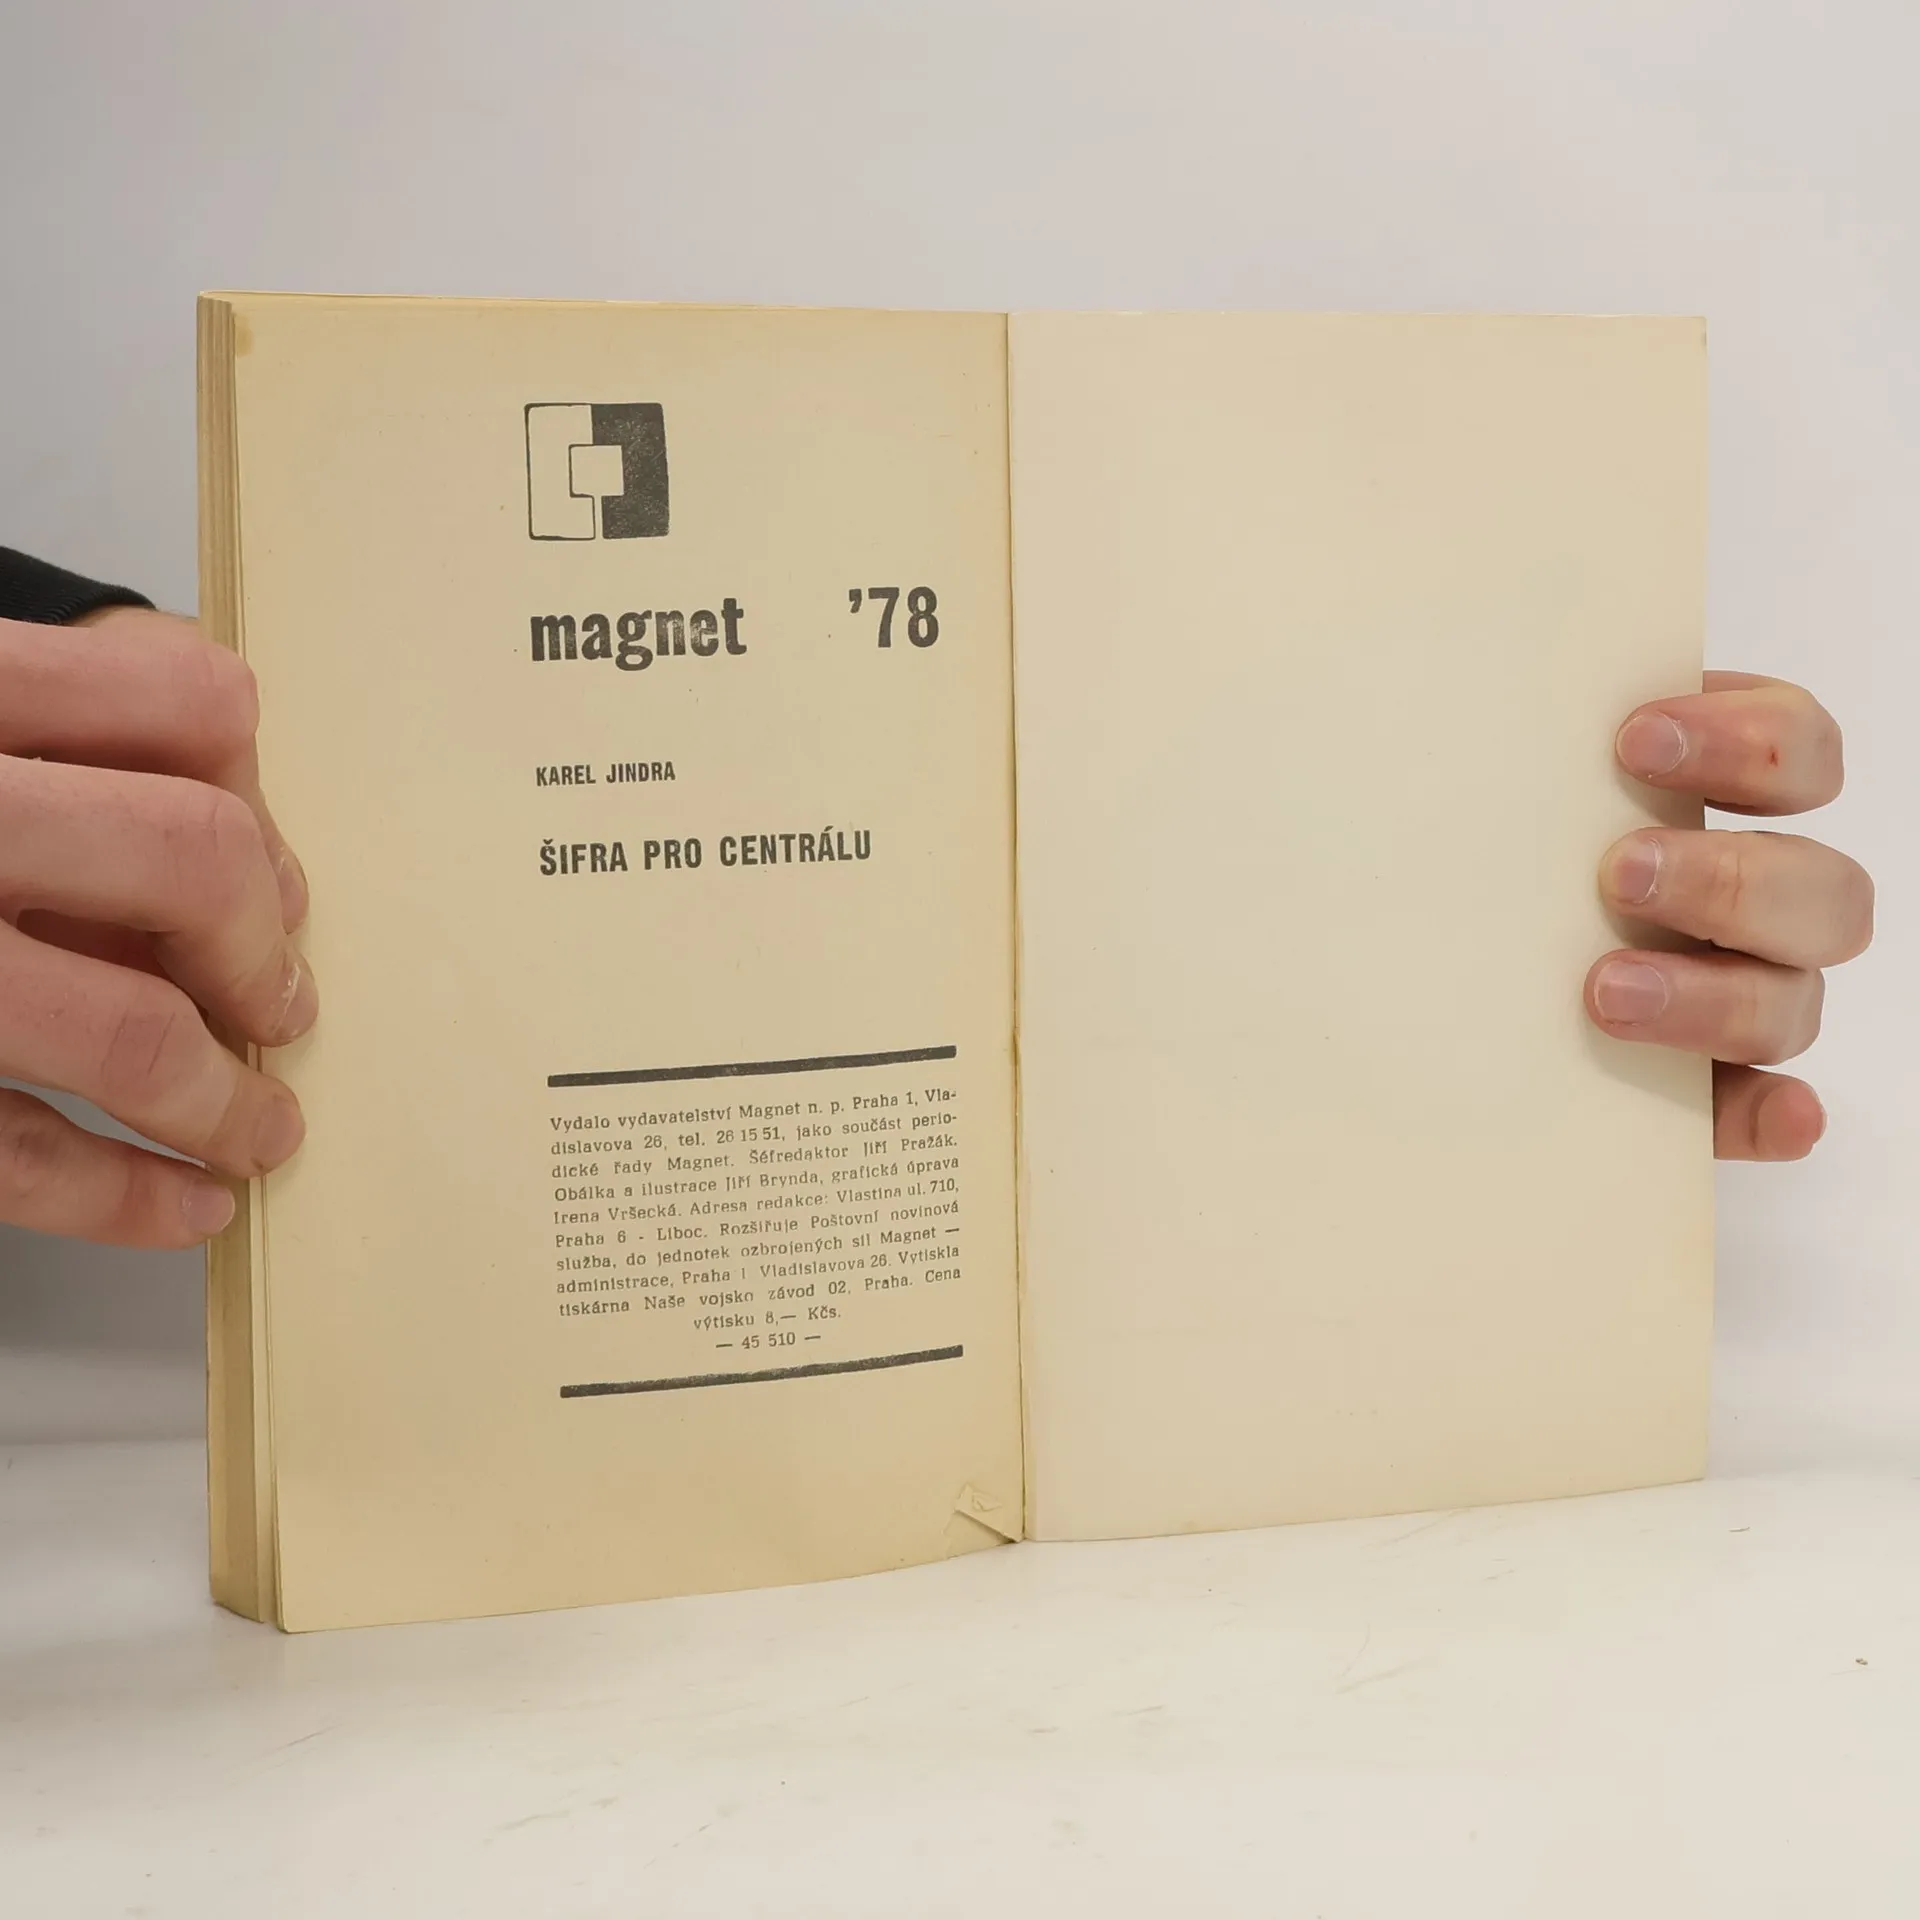 magnet '78
KAREL JINDRA
ŠIFRA PRO CENTRÁLU
Vydalo vydavatelství Magnet n. p. Praha 1, Vla-
dislavova 26, tel. 26 15 51, jako součást perio-
dické řady Magnet. Šéfredaktor Jiří Pražák.
Obálka a ilustrace Jiří Brynda, grafická úprava
Irena Vršecká. Adresa redakce: Vlastina ul. 710,
Praha 6 - Liboc. Rozšiřuje Poštovní novinová
služba, do jednotek ozbrojených sil Magnet —
administrace, Praha 1 Vladislavova 26. Vytiskla
tiskárna Naše vojsko závod 02, Praha. Cena
výtisku 8,— Kčs.
— 45 510 —